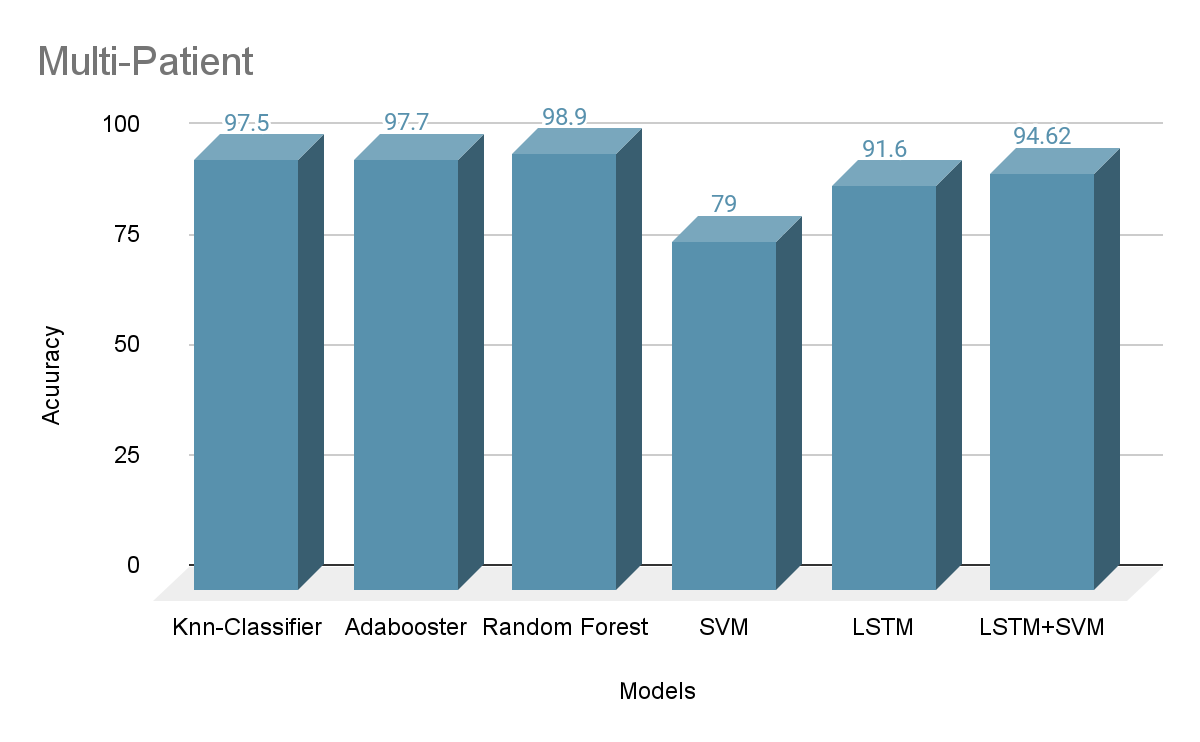 Multi-Patient
97.5
97.7
98.9
79
91.6
94.62
100
75
50
25
0
Acuuracy
Knn-Classifier
Adabooster
Random Forest
SVM
LSTM
LSTM+SVM
Models